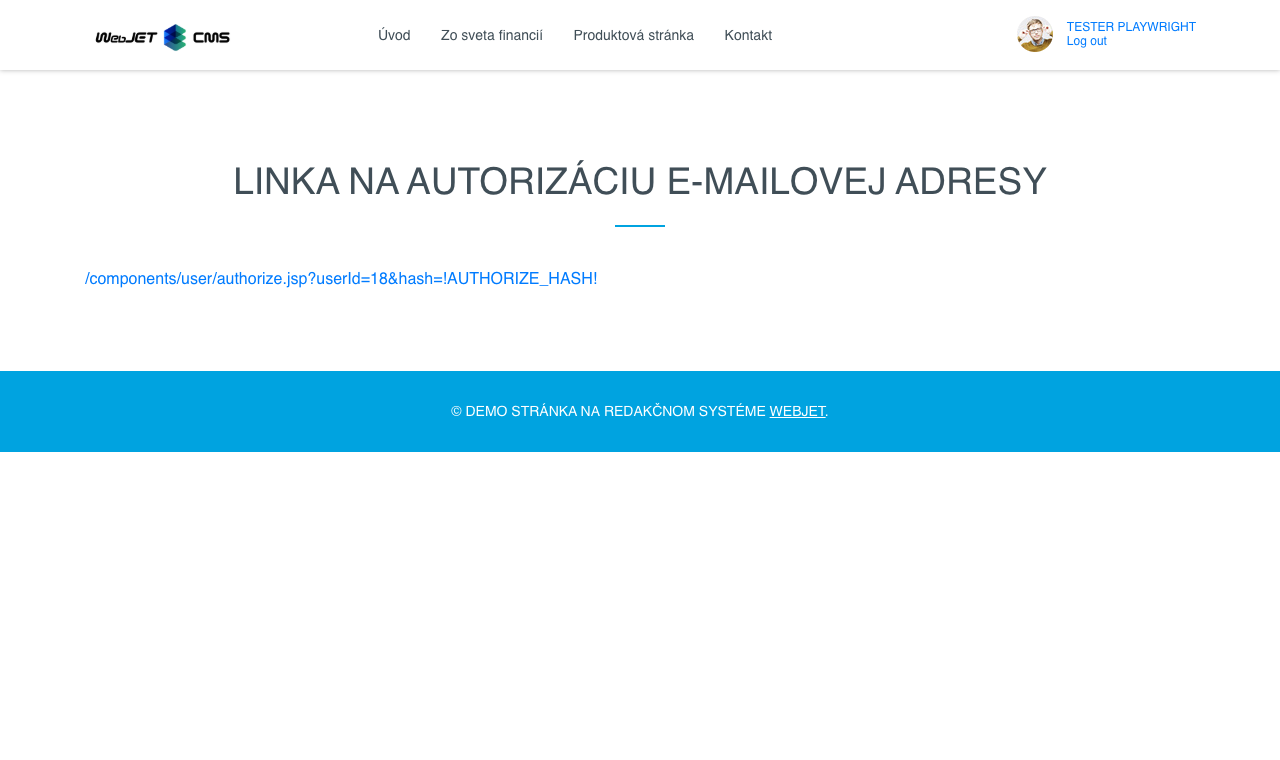 WebJET CMS
Úvod
Zo sveta financií
Produktová stránka
Kontakt
TESTER PLAYWRIGHT
Log out
LINKA NA AUTORIZÁCIU E-MAILOVEJ ADRESY
/components/user/authorize.jsp?userId=18&hash=!AUTHORIZE_HASH!
© DEMO STRÁNKA NA REDAKČNOM SYSTÉME WEBJET.